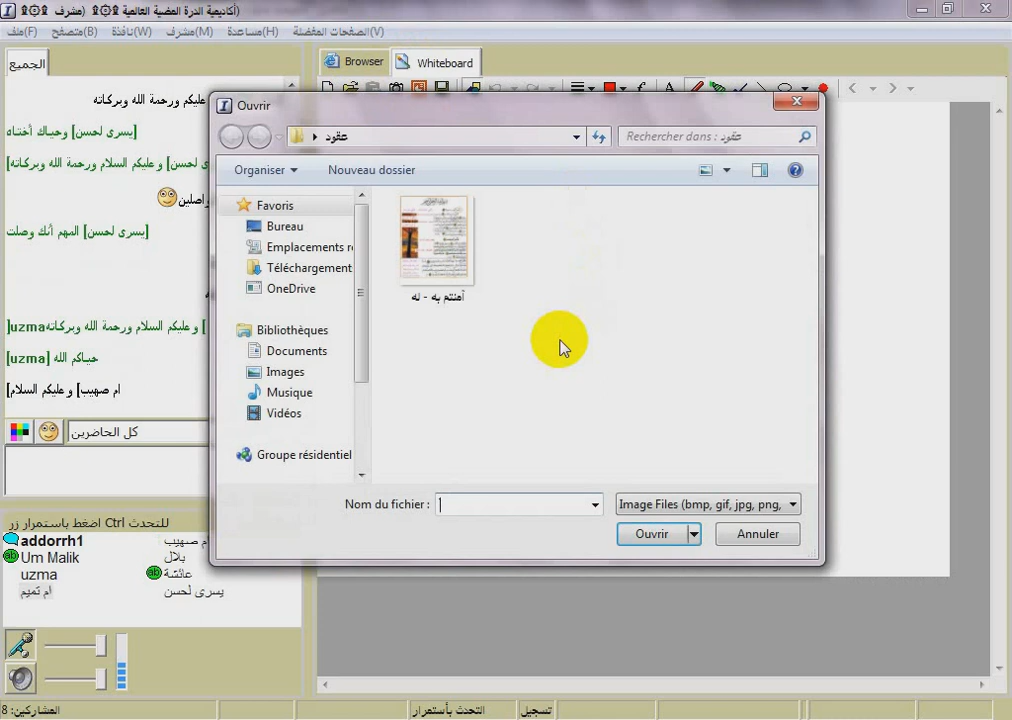 (أكاديمية الدرة المضية العالمية (مشرف
ملف(F) متصفح(B) نافذة(W) مشرف(M) مساعدة(H) الصفحات المفضلة(V)
الجميع
Browser
Whiteboard
عليكم ورحمة الله وبركاته
[يسرى لحسن] وحياك أختاه
ى لحسن] و عليكم السلام ورحمة الله وبركاته]
واصلين
[يسرى لحسن] المهم أنك وصلت
[uzma] و عليكم السلام ورحمة الله وبركاته
[uzma] حياكم الله
ام صهيب] و عليكم السلام]
كل الحاضرين
للتحدث Ctrl اضغط باستمرار زر
addorrh1
Um Malik
uzma
ام تميم
ام صهيب
بلال
عائشة
يسرى لحسن
المشاركين: 8
التحدث بأستمرار
تسجيل
Ouvrir
عقود
Rechercher dans : عقود
Organiser
Nouveau dossier
Favoris
Bureau
Emplacements r
Téléchargement
OneDrive
Bibliothèques
Documents
Images
Musique
Vidéos
Groupe résidentiel
آمنتم به - له
Nom du fichier :
Image Files (bmp, gif, jpg, png,
Ouvrir
Annuler